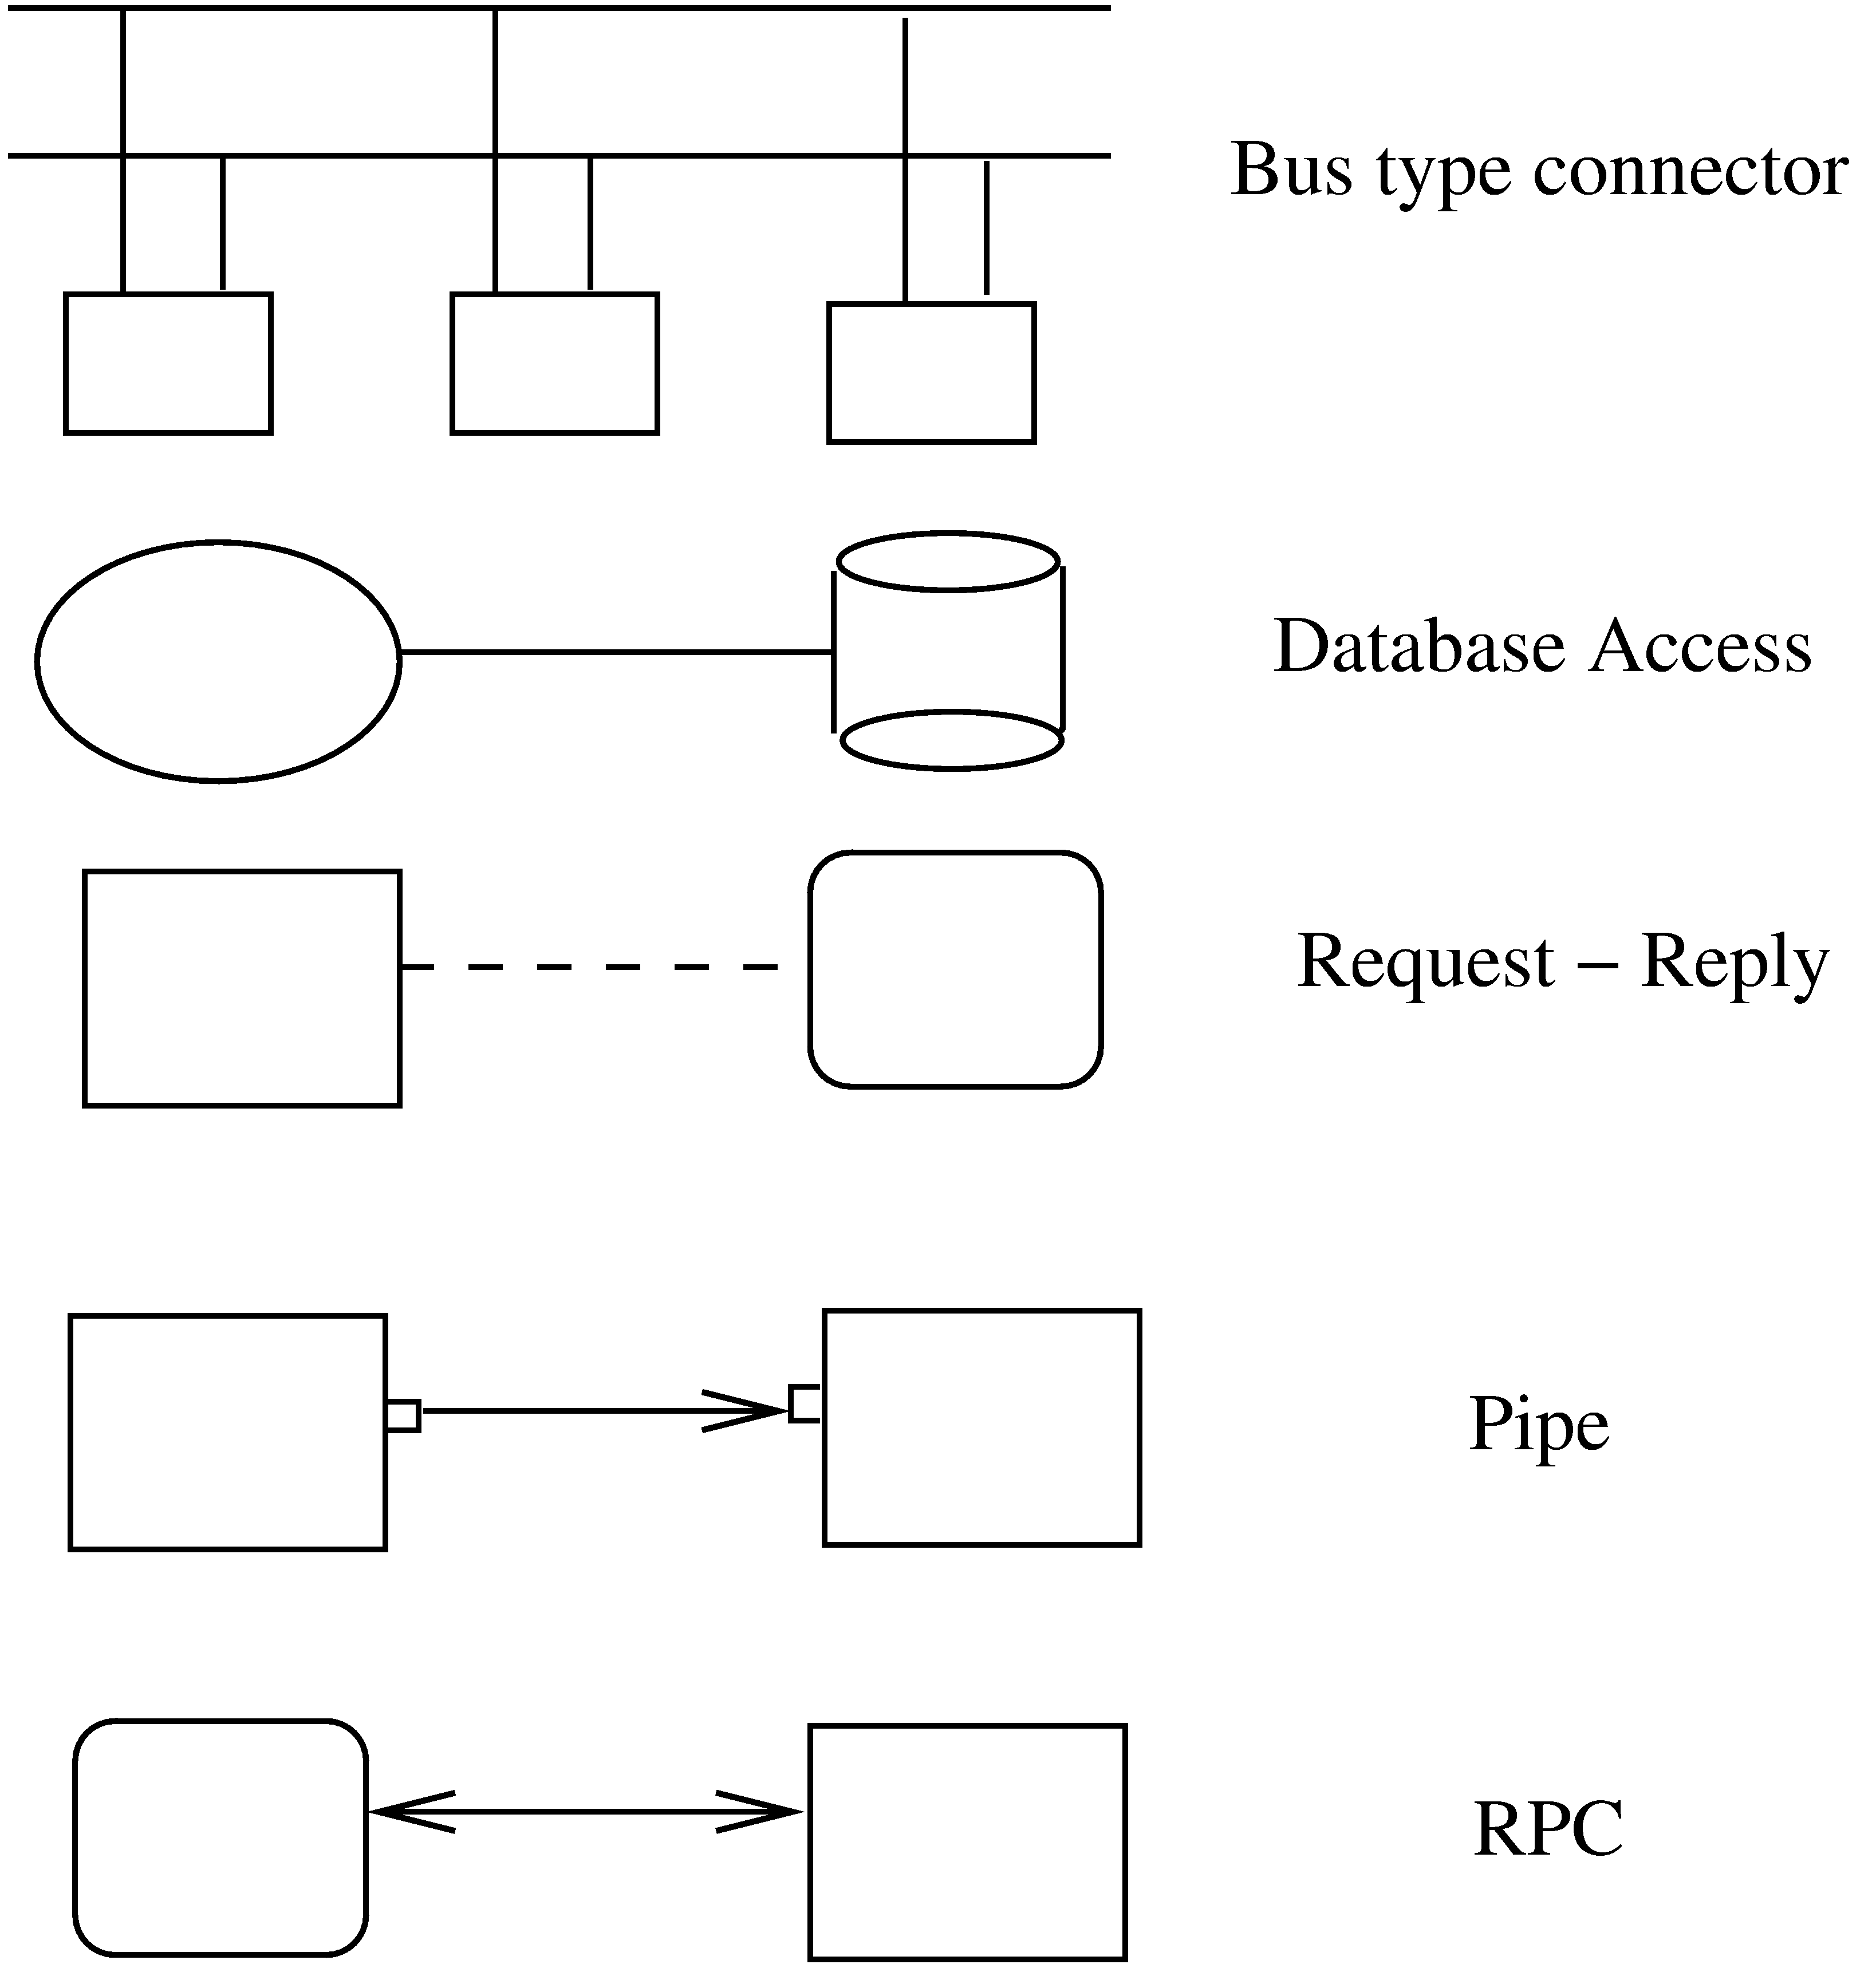 Bus type connector
Database Access
Request – Reply
Pipe
RPC